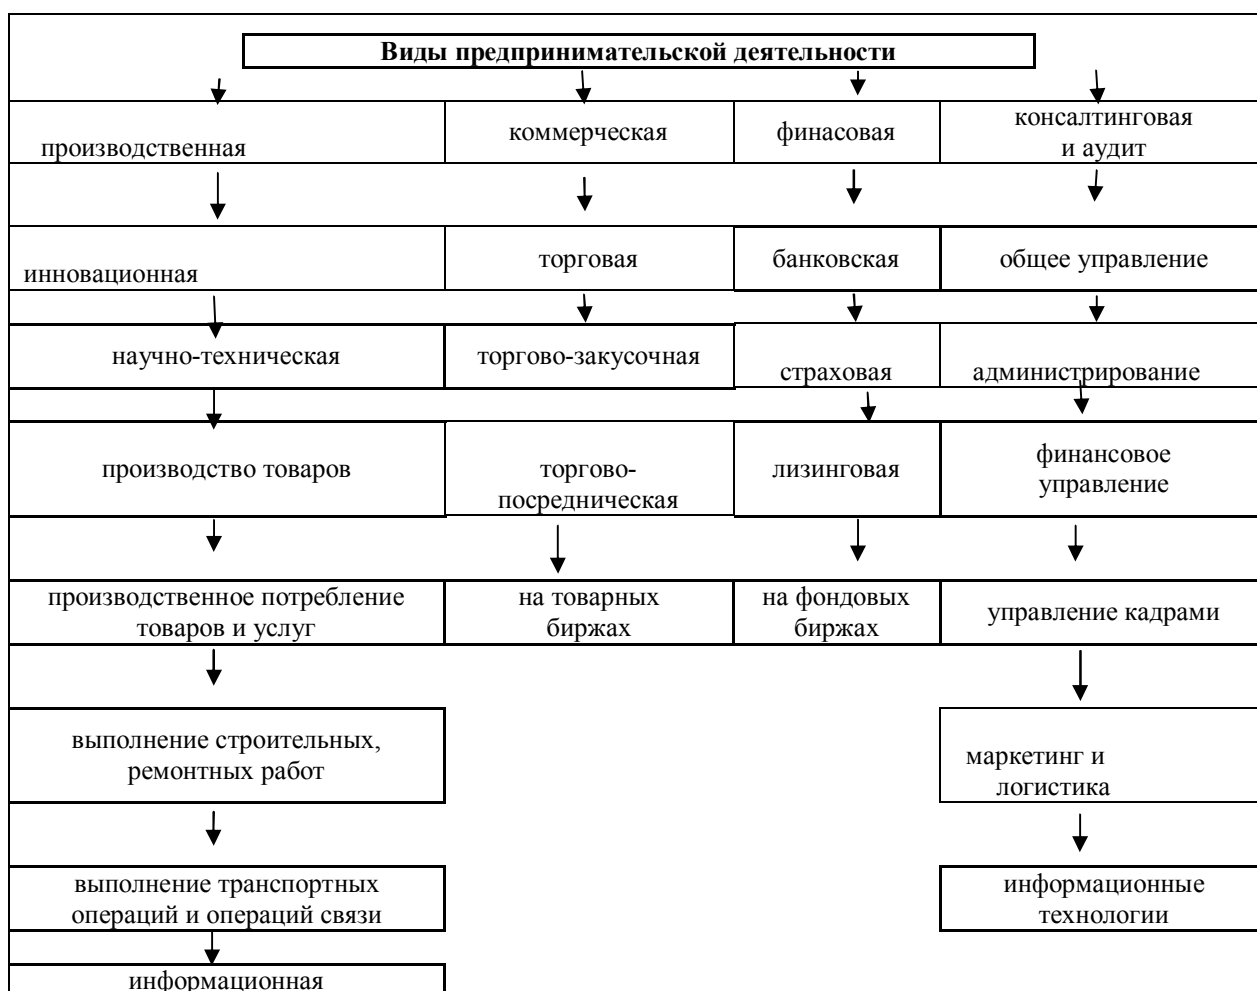 Виды предпринимательской деятельности
производственная
коммерческая
финасовая
консалтинговая
и аудит
инновационная
торговая
банковская
общее управление
научно-техническая
торгово-закусочная
страховая
администрирование
производство товаров
торгово-
посредническая
лизинговая
финансовое
управление
производственное потребление
товаров и услуг
на товарных
биржах
на фондовых
биржах
управление кадрами
выполнение строительных,
ремонтных работ
маркетинг и
логистика
выполнение транспортных
операций и операций связи
информационные
технологии
информационная